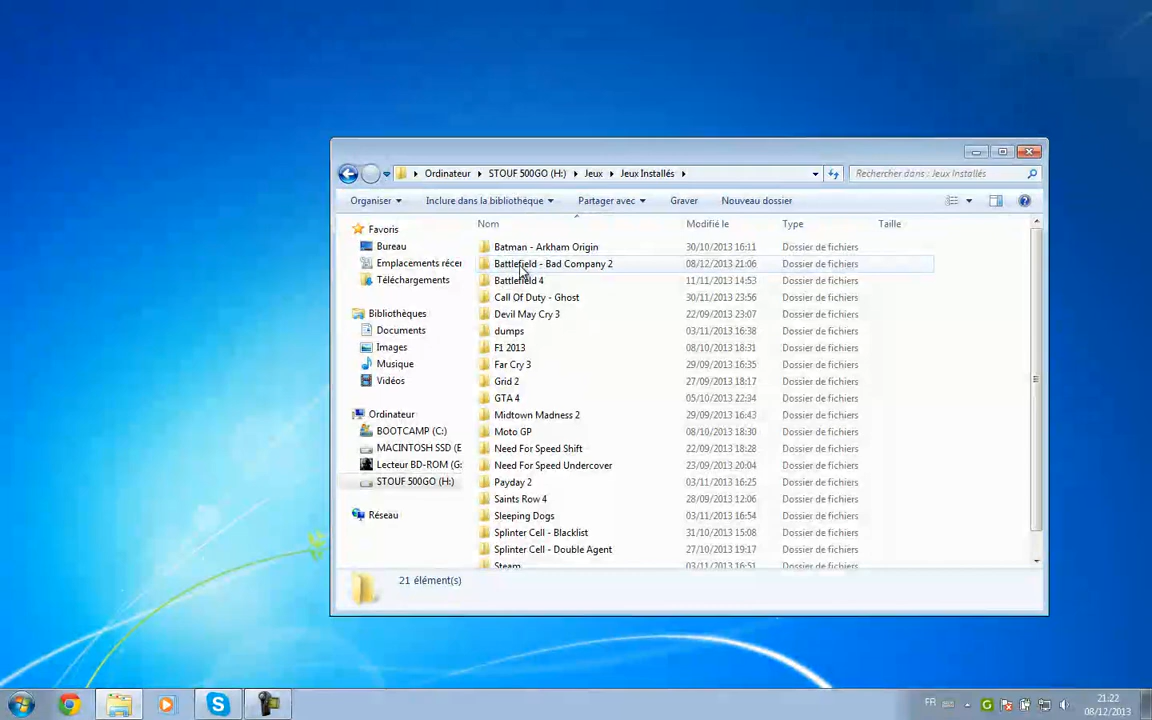 Ordinateur STOUF 500GO (H:) Jeux Jeux Installés Rechercher dans : Jeux Installés
Organiser Inclure dans la bibliothèque Partager avec Graver Nouveau dossier
Nom Modifié le Type Taille
Favoris
Bureau
Emplacements récer
Téléchargements
Bibliothèques
Documents
Images
Musique
Vidéos
Ordinateur
BOOTCAMP (C:)
MACINTOSH SSD (E
Lecteur BD-ROM (G:
STOUF 500GO (H:)
Réseau
Batman - Arkham Origin 30/10/2013 16:11 Dossier de fichiers
Battlefield - Bad Company 2 08/12/2013 21:06 Dossier de fichiers
Battlefield 4 11/11/2013 14:53 Dossier de fichiers
Call Of Duty - Ghost 30/11/2013 23:56 Dossier de fichiers
Devil May Cry 3 22/09/2013 23:07 Dossier de fichiers
dumps 03/11/2013 16:38 Dossier de fichiers
F1 2013 08/10/2013 18:31 Dossier de fichiers
Far Cry 3 29/09/2013 16:35 Dossier de fichiers
Grid 2 27/09/2013 18:17 Dossier de fichiers
GTA 4 05/10/2013 22:34 Dossier de fichiers
Midtown Madness 2 29/09/2013 16:43 Dossier de fichiers
Moto GP 08/10/2013 18:30 Dossier de fichiers
Need For Speed Shift 22/09/2013 18:28 Dossier de fichiers
Need For Speed Undercover 23/09/2013 20:04 Dossier de fichiers
Payday 2 03/11/2013 16:25 Dossier de fichiers
Saints Row 4 28/09/2013 12:06 Dossier de fichiers
Sleeping Dogs 03/11/2013 16:54 Dossier de fichiers
Splinter Cell - Blacklist 31/10/2013 15:08 Dossier de fichiers
Splinter Cell - Double Agent 27/10/2013 19:17 Dossier de fichiers
Steam 03/11/2013 16:51 Dossier de fichiers
21 élément(s)
FR
21:22
08/12/2013